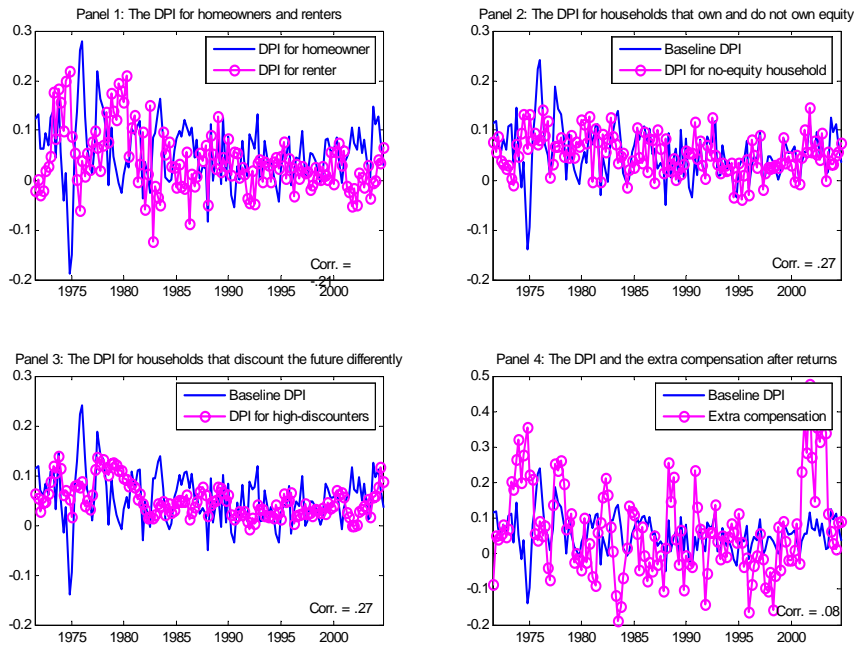 Panel 1: The DPI for homeowners and renters
0.3
0.2
0.1
0
-0.1
-0.2
DPI for homeowner
DPI for renter
Corr. =
-.21
1975 1980 1985 1990 1995 2000
Panel 2: The DPI for households that own and do not own equity
0.3
0.2
0.1
0
-0.1
-0.2
Baseline DPI
DPI for no-equity household
Corr. = .27
1975 1980 1985 1990 1995 2000
Panel 3: The DPI for households that discount the future differently
0.3
0.2
0.1
0
-0.1
-0.2
Baseline DPI
DPI for high-discounters
Corr. = .27
1975 1980 1985 1990 1995 2000
Panel 4: The DPI and the extra compensation after returns
0.5
0.4
0.3
0.2
0.1
0
-0.1
-0.2
Baseline DPI
Extra compensation
Corr. = .08
1975 1980 1985 1990 1995 2000